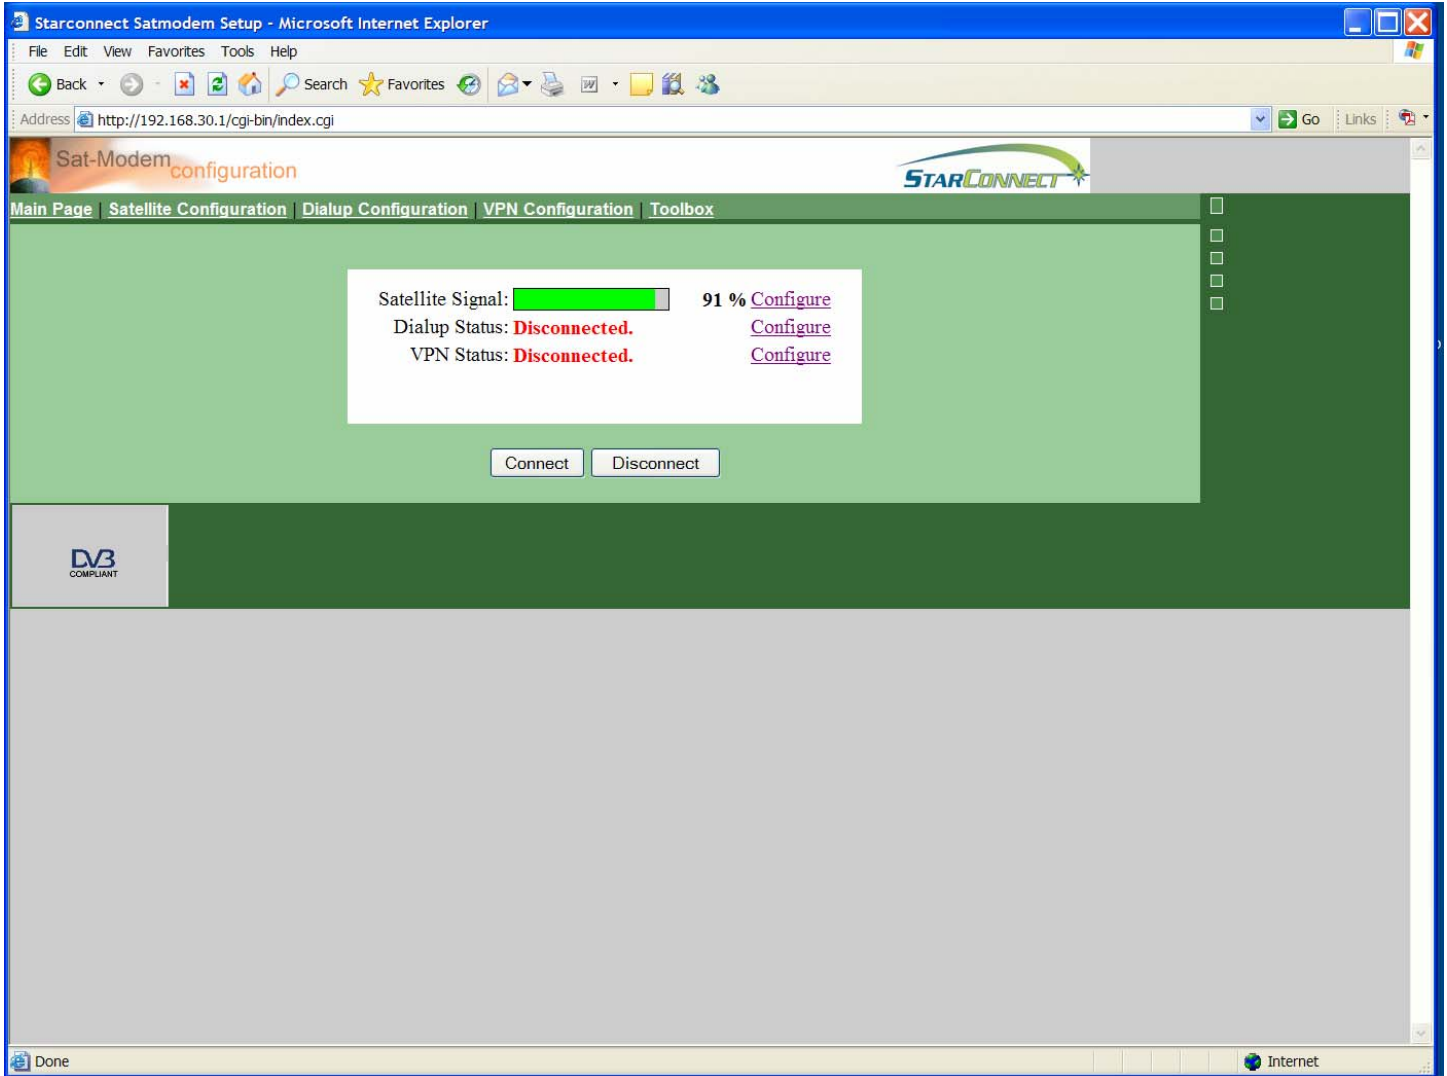 Starconnect Satmodem Setup - Microsoft Internet Explorer
File Edit View Favorites Tools Help
Back Search Favorites
Address http://192.168.30.1/cgi-bin/index.cgi Go Links
Sat-Modem configuration STARCONNECT
Main Page | Satellite Configuration | Dialup Configuration | VPN Configuration | Toolbox
Satellite Signal: 91 % Configure
Dialup Status: Disconnected. Configure
VPN Status: Disconnected. Configure
Connect Disconnect
DVB
COMPLIANT
Done Internet